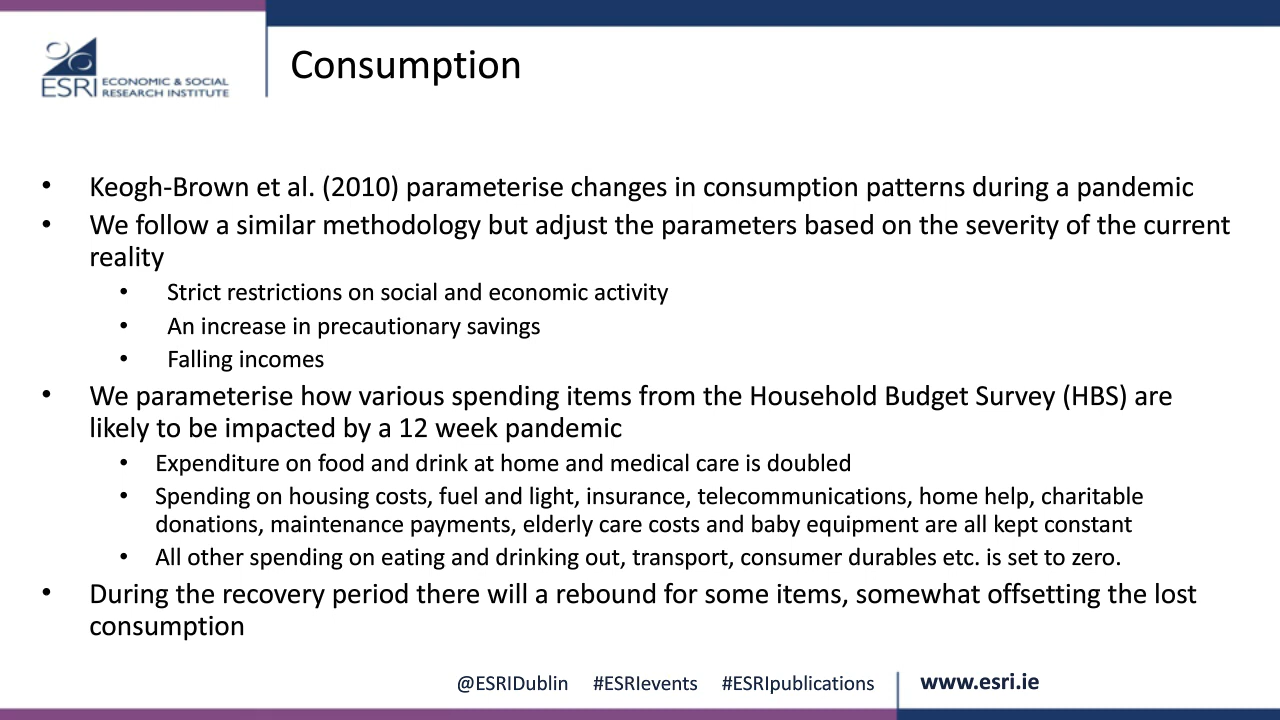 ESRI ECONOMIC & SOCIAL
RESEARCH INSTITUTE
Consumption
• Keogh-Brown et al. (2010) parameterise changes in consumption patterns during a pandemic
• We follow a similar methodology but adjust the parameters based on the severity of the current
reality
• Strict restrictions on social and economic activity
• An increase in precautionary savings
• Falling incomes
• We parameterise how various spending items from the Household Budget Survey (HBS) are
likely to be impacted by a 12 week pandemic
• Expenditure on food and drink at home and medical care is doubled
• Spending on housing costs, fuel and light, insurance, telecommunications, home help, charitable
donations, maintenance payments, elderly care costs and baby equipment are all kept constant
• All other spending on eating and drinking out, transport, consumer durables etc. is set to zero.
• During the recovery period there will a rebound for some items, somewhat offsetting the lost
consumption
@ESRIDublin #ESRIevents #ESRIpublications www.esri.ie